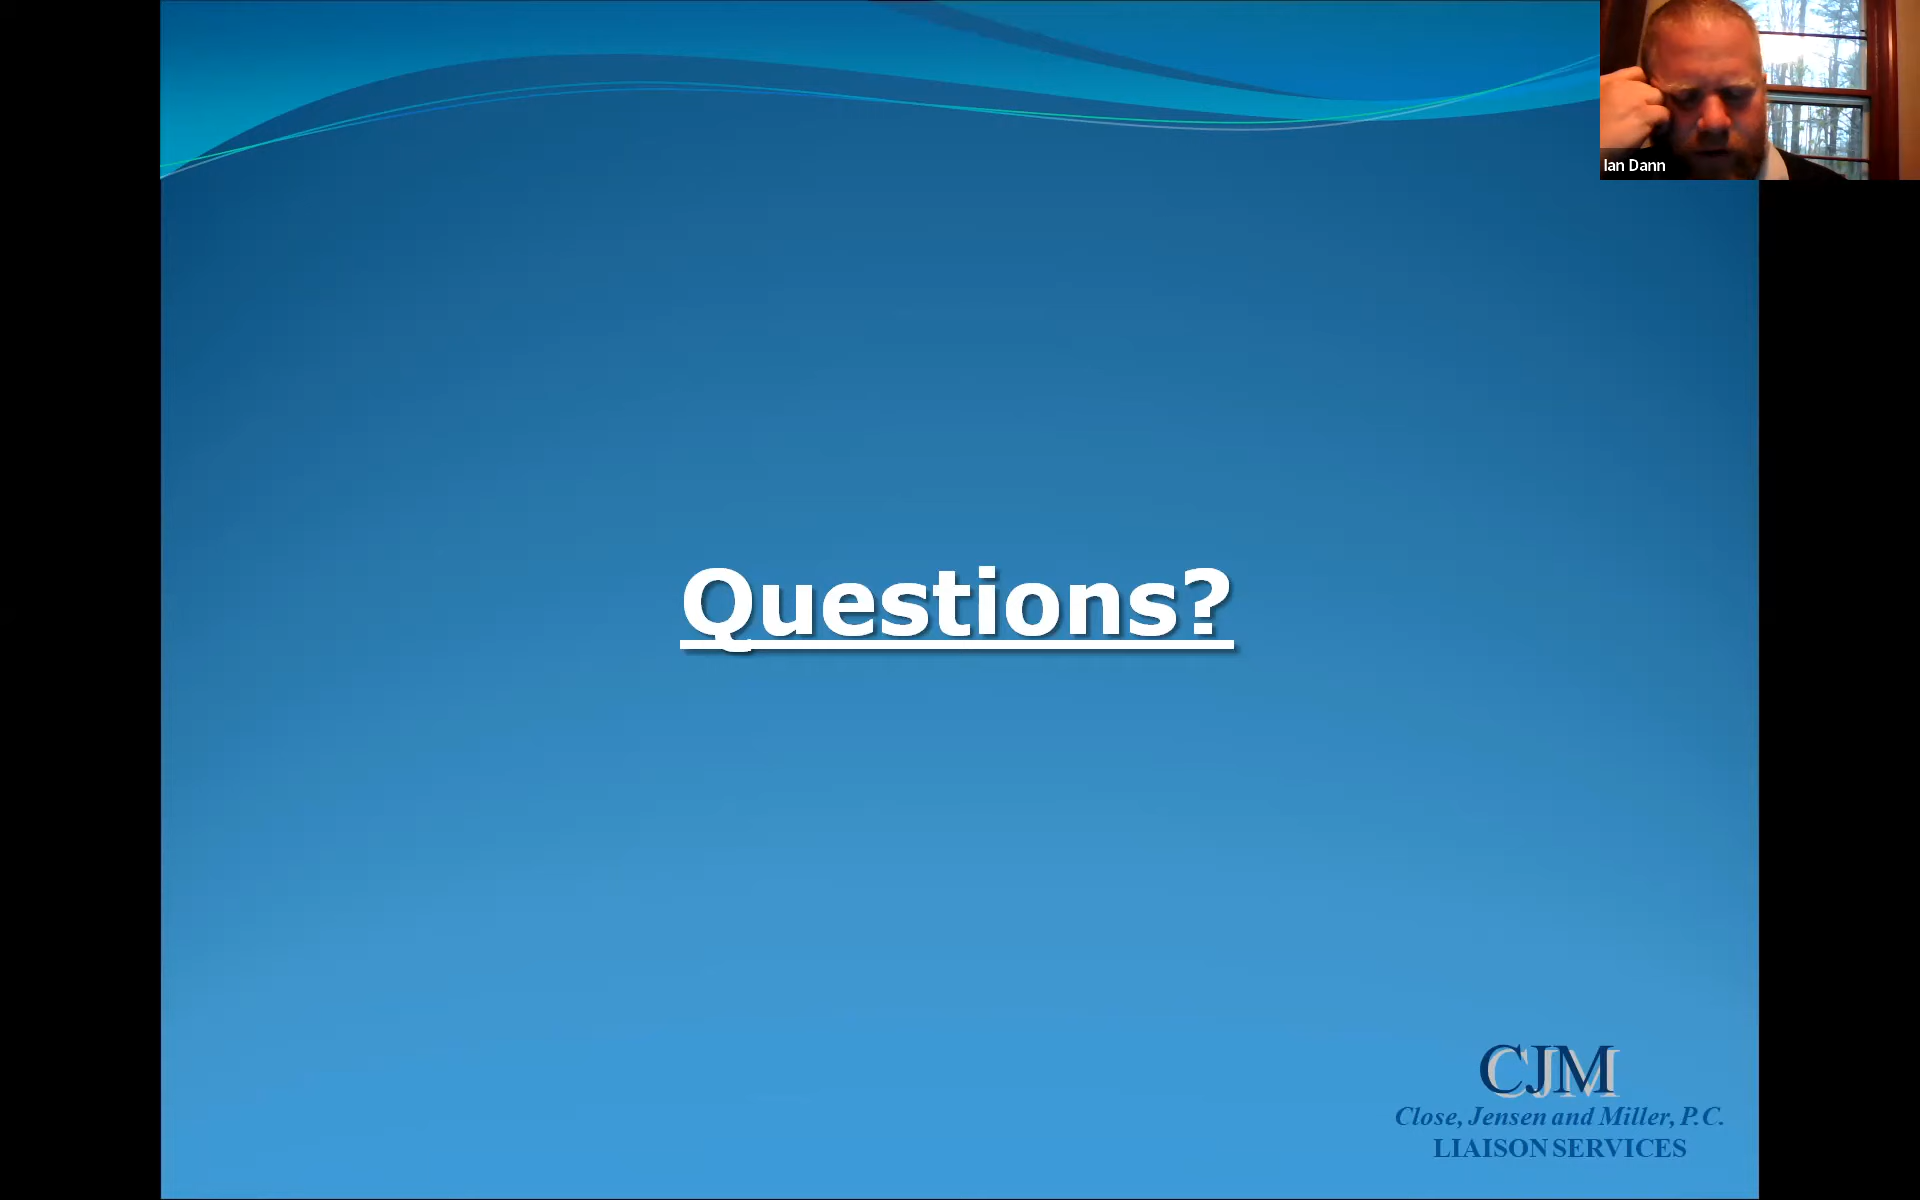 Ian Dann
Questions?
CJM
Close, Jensen and Miller, P.C.
LIAISON SERVICES